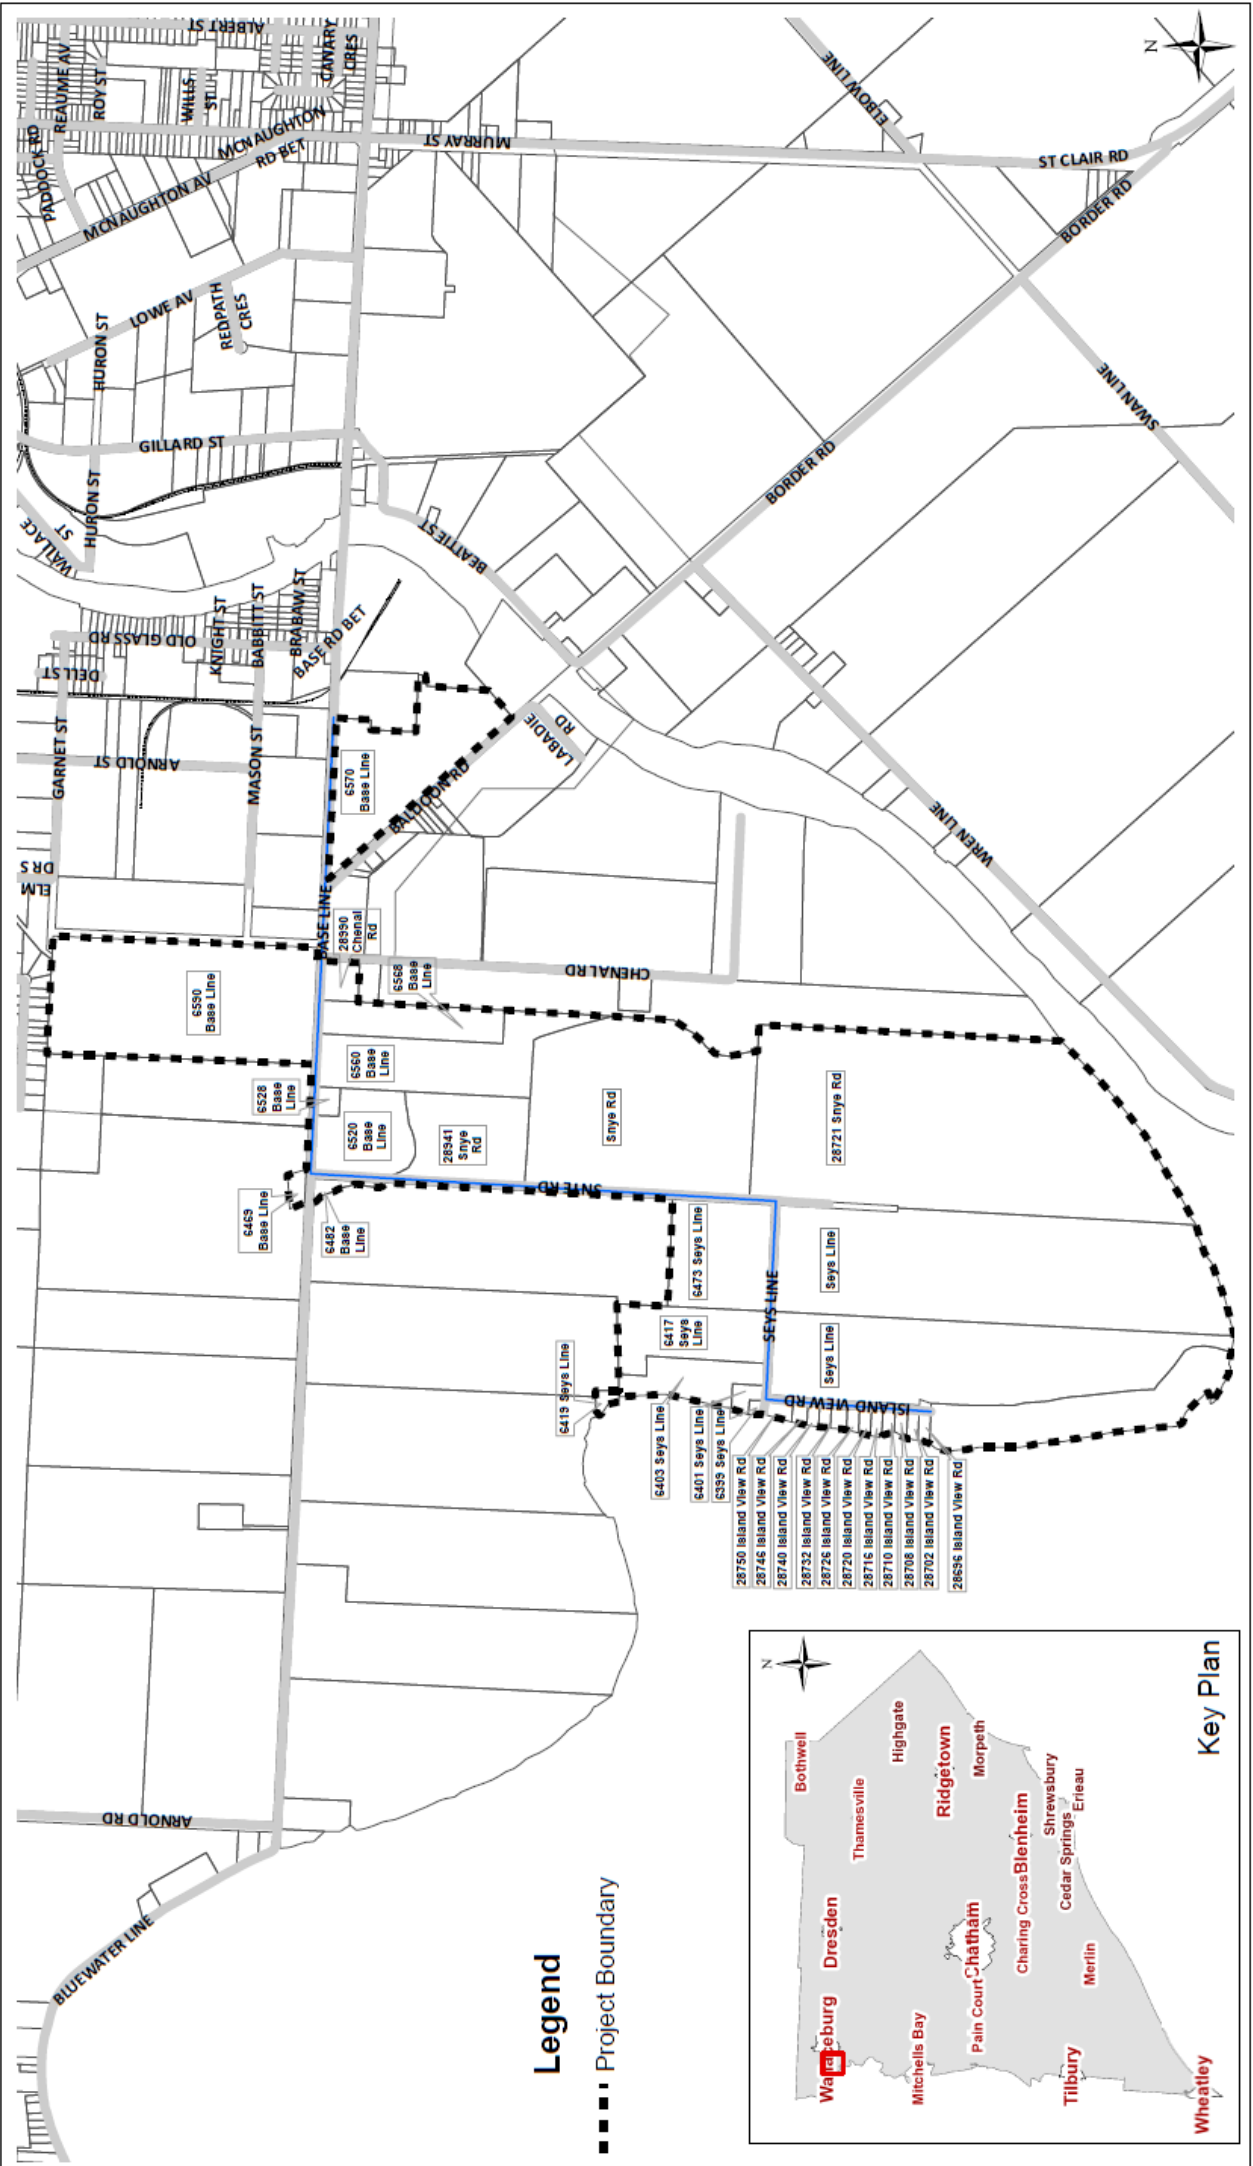 ALBERT ST
REAUME AV
ROY ST
WILLS
ST
CANARY
CRES
PADDOCK RD
MCNAUGHTON
RD BET
MCNAUGHTON AV
MURRAY ST
ELBOW LINE
N
ST CLAIR RD
BORDER RD
LOWE AV
REDPATH
CRES
HURON ST
GILLARD ST
HURON ST
WALLACE
ST
BEATTIE ST
BORDER RD
SWAN LINE
OLD GLASS RD
KNIGHT ST
BABBITT ST
BRABAW ST
BASE RD BET
DELL ST
GARNET ST
ARNOLD ST
MASON ST
ELM
DR S
6570
Base Line
BALDOON RD
LABADIE
RD
WREN LINE
BASE LINE
28990
Chenal
Rd
6568
Base
Line
CHENAL RD
6590
Base Line
6528
Base
Line
6560
Base
Line
6520
Base
Line
28941
Snye
Rd
Snye Rd
28721 Snye Rd
SNYE RD
6469
Base Line
6482
Base
Line
6473 Seys Line
6417
Seys
Line
SEYS LINE
Seys Line
Seys Line
ISLAND VIEW RD
6419 Seys Line
6403 Seys Line
6401 Seys Line
6399 Seys Line
28750 Island View Rd
28746 Island View Rd
28740 Island View Rd
28732 Island View Rd
28726 Island View Rd
28720 Island View Rd
28716 Island View Rd
28710 Island View Rd
28708 Island View Rd
28702 Island View Rd
28696 Island View Rd
ARNOLD RD
BLUEWATER LINE
Legend
Project Boundary
Key Plan
N
Bothwell
Highgate
Thamesville
Ridgetown
Morpeth
Dresden
Wallaceburg
Mitchells Bay
Chatham
Pain Court
Charing Cross
Blenheim
Shrewsbury
Erieau
Cedar Springs
Merlin
Tilbury
Wheatley